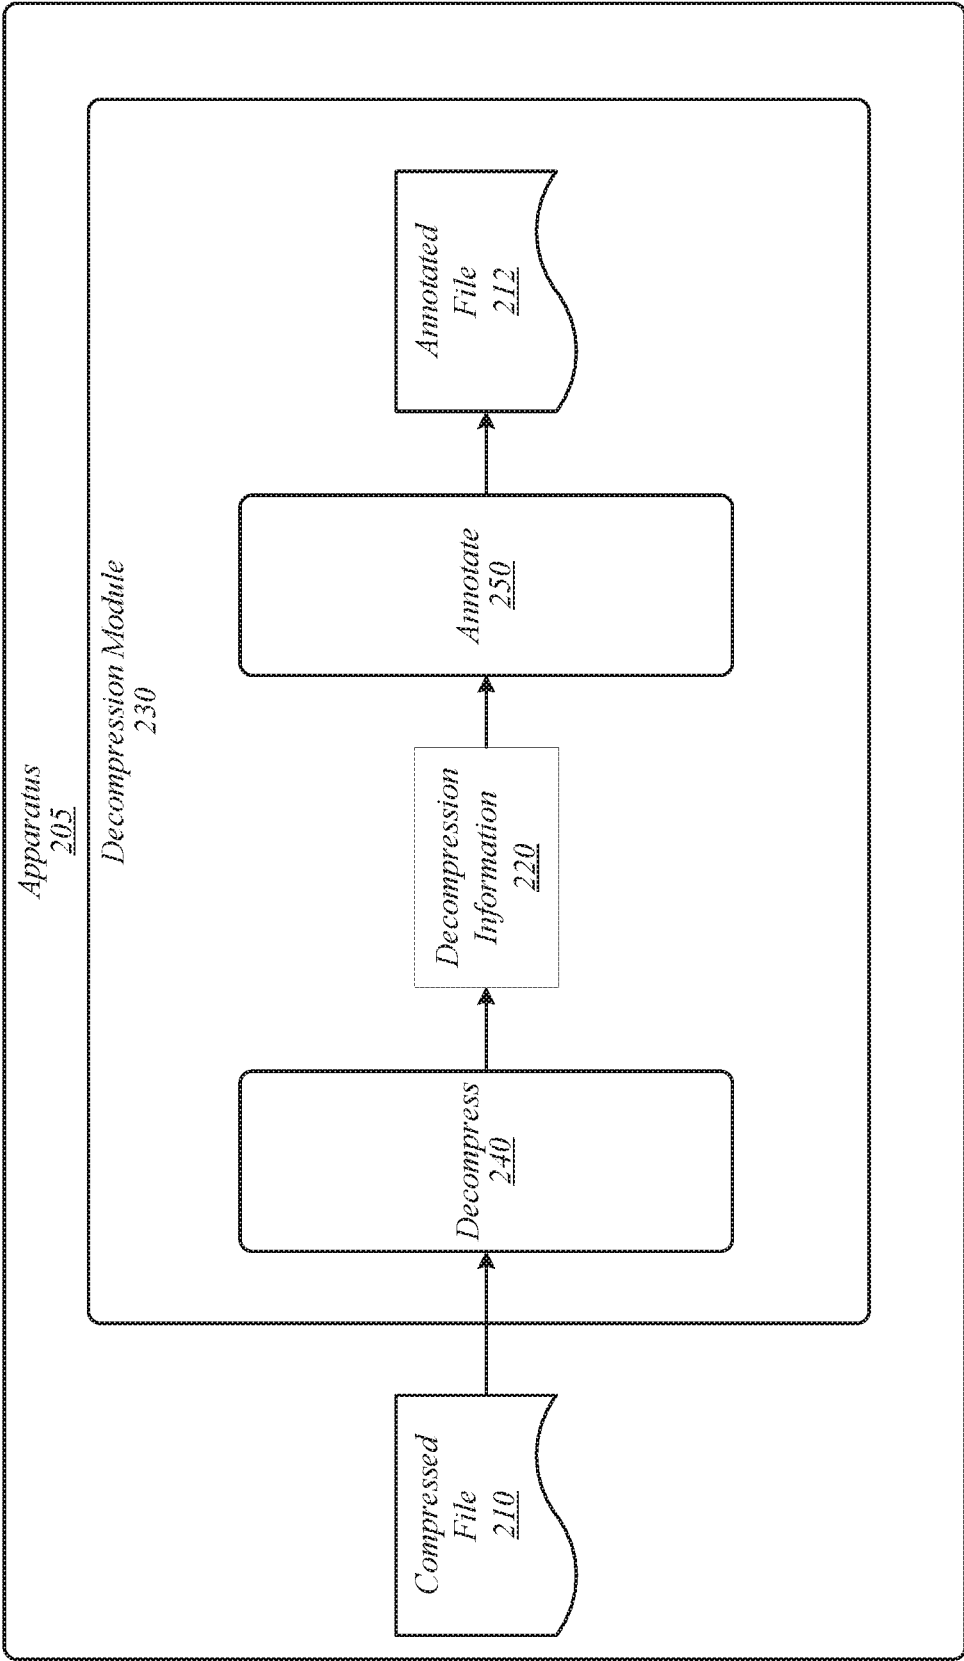 Apparatus
205
Decompression Module
230
Compressed
File
210
Decompress
240
Decompression
Information
220
Annotate
250
Annotated
File
212